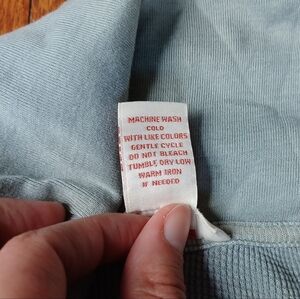 MACHINE WASH
COLD
WITH LIKE COLORS
GENTLE CYCLE
DO NOT BLEACH
TUMBLE DRY LOW
WARM IRON
IF NEEDED